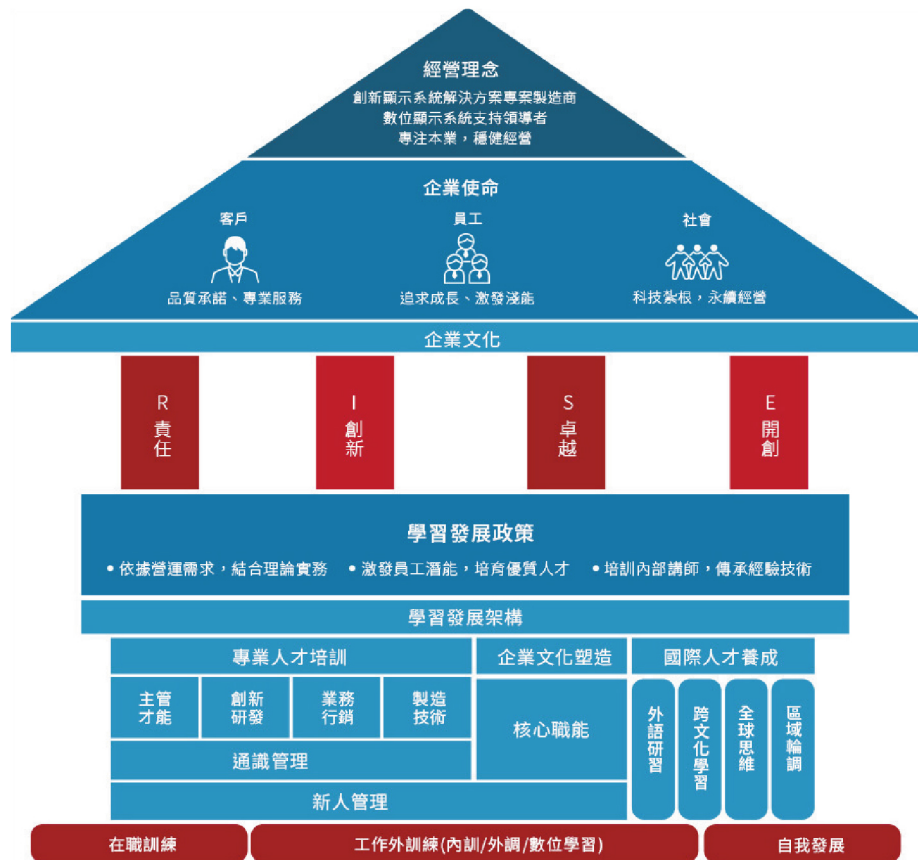 經營理念
創新顯示系統解決方案專案製造商
數位顯示系統支持領導者
專注本業，穩健經營
企業使命
客戶
員工
社會
品質承諾、專業服務
追求成長、激發淺能
科技紮根，永續經營
企業文化
R
責任
I
創新
S
卓越
E
開創
學習發展政策
• 依據營運需求，結合理論實務
• 激發員工潛能，培育優質人才
• 培訓內部講師，傳承經驗技術
學習發展架構
專業人才培訓
企業文化塑造
國際人才養成
主管
才能
創新
研發
業務
行銷
製造
技術
核心職能
外語研習
跨文化學習
全球思維
區域輪調
通識管理
新人管理
在職訓練
工作外訓練(內訓/外調/數位學習)
自我發展